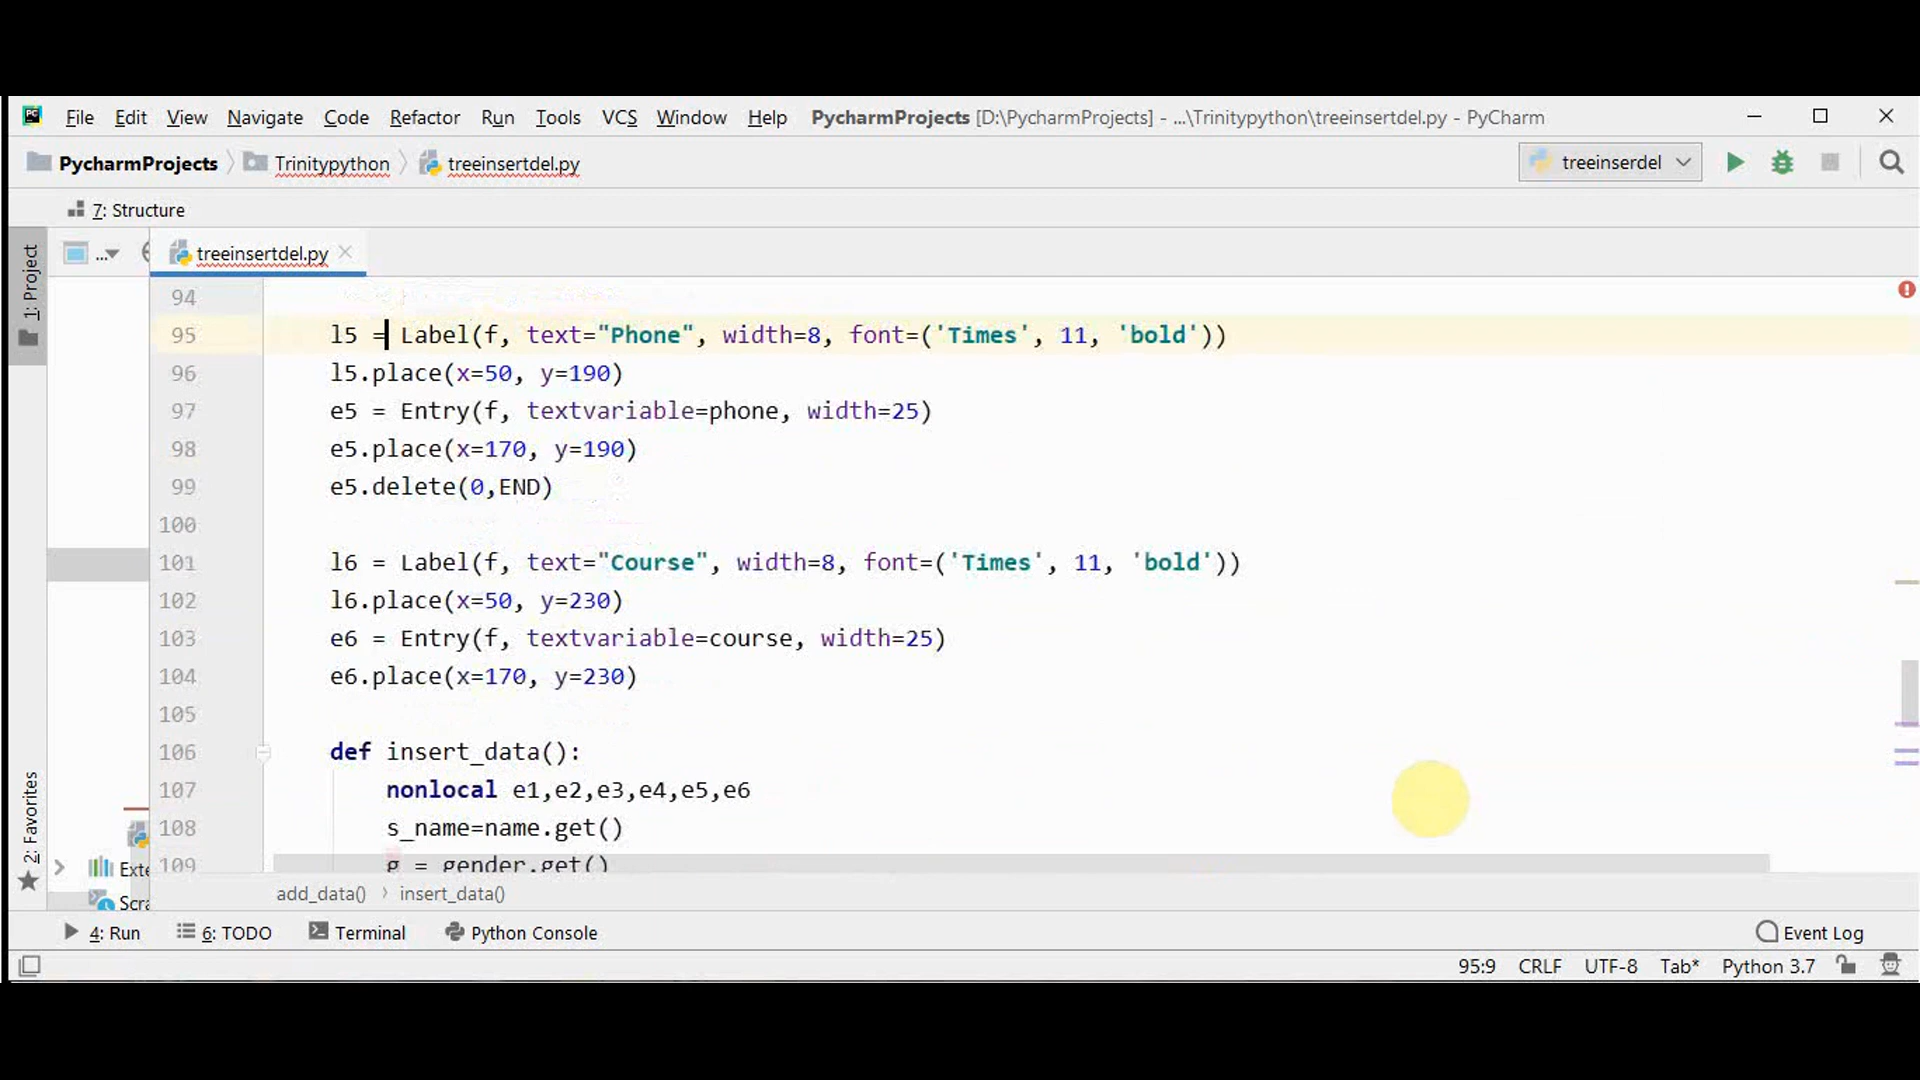 File Edit View Navigate Code Refactor Run Tools VCS Window Help PycharmProjects [D:\PycharmProjects] - ...\Trinitypython\treeinsertdel.py - PyCharm
PycharmProjects Trinitypython treeinsertdel.py treeinserdel
7: Structure
1: Project
... treeinsertdel.py
94
95 l5 = Label(f, text="Phone", width=8, font=('Times', 11, 'bold'))
96 l5.place(x=50, y=190)
97 e5 = Entry(f, textvariable=phone, width=25)
98 e5.place(x=170, y=190)
99 e5.delete(0,END)
100
101 l6 = Label(f, text="Course", width=8, font=('Times', 11, 'bold'))
102 l6.place(x=50, y=230)
103 e6 = Entry(f, textvariable=course, width=25)
104 e6.place(x=170, y=230)
105
106 def insert_data():
107 nonlocal e1,e2,e3,e4,e5,e6
108 s_name=name.get()
109 g = gender.get()
2: Favorites
Exte
Scra
add_data() insert_data()
4: Run 6: TODO Terminal Python Console Event Log
95:9 CRLF UTF-8 Tab* Python 3.7